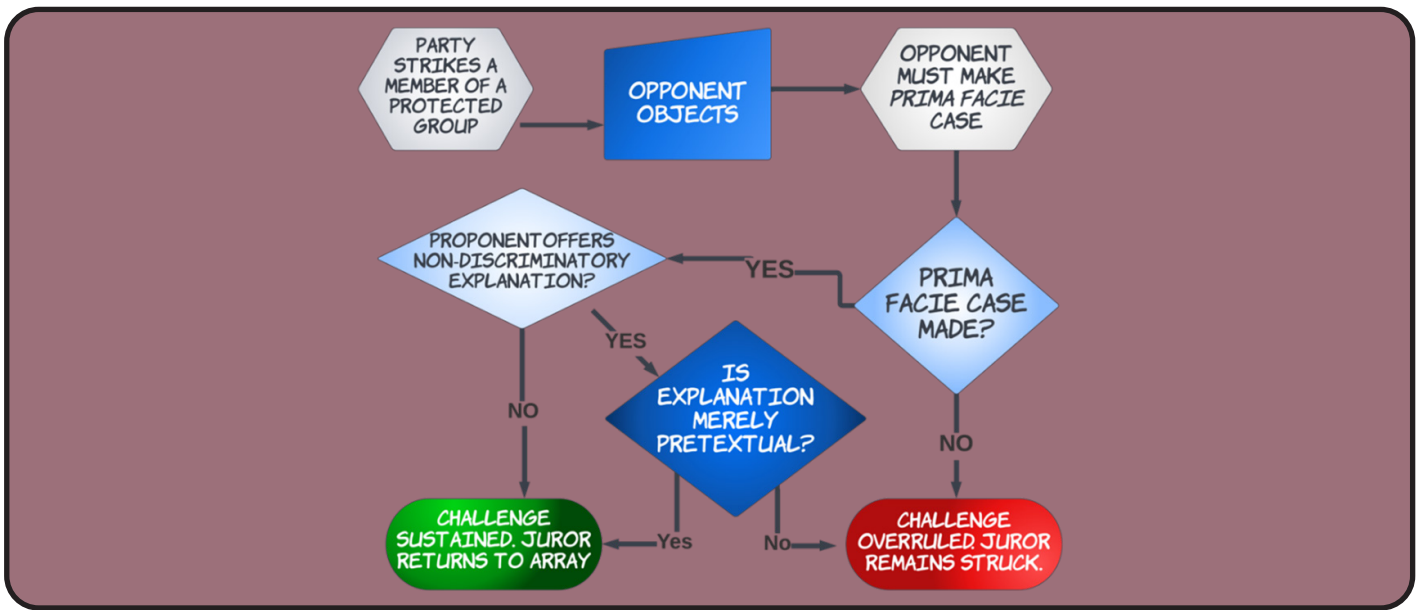 PARTY
STRIKES A
MEMBER OF A
PROTECTED
GROUP
OPPONENT
OBJECTS
OPPONENT
MUST MAKE
PRIMA FACIE
CASE
PROPONENT OFFERS
NON-DISCRIMINATORY
EXPLANATION?
YES
PRIMA
FACIE CASE
MADE?
YES
IS
EXPLANATION
MERELY
PRETEXTUAL?
NO
NO
CHALLENGE
SUSTAINED. JUROR
RETURNS TO ARRAY
Yes
No
CHALLENGE
OVERRULED. JUROR
REMAINS STRUCK.